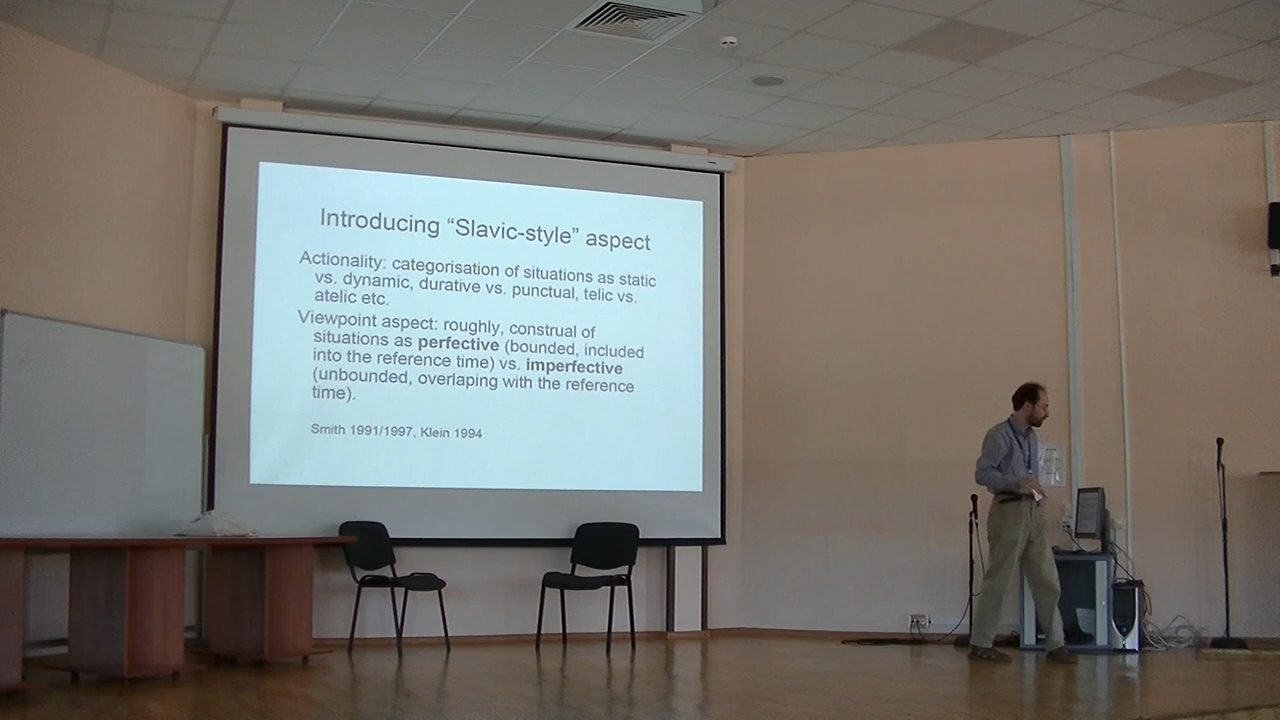 Introducing “Slavic-style” aspect
Actionality: categorisation of situations as static
vs. dynamic, durative vs. punctual, telic vs.
atelic etc.
Viewpoint aspect: roughly, construal of
situations as perfective (bounded, included
into the reference time) vs. imperfective
(unbounded, overlaping with the reference
time).
Smith 1991/1997, Klein 1994